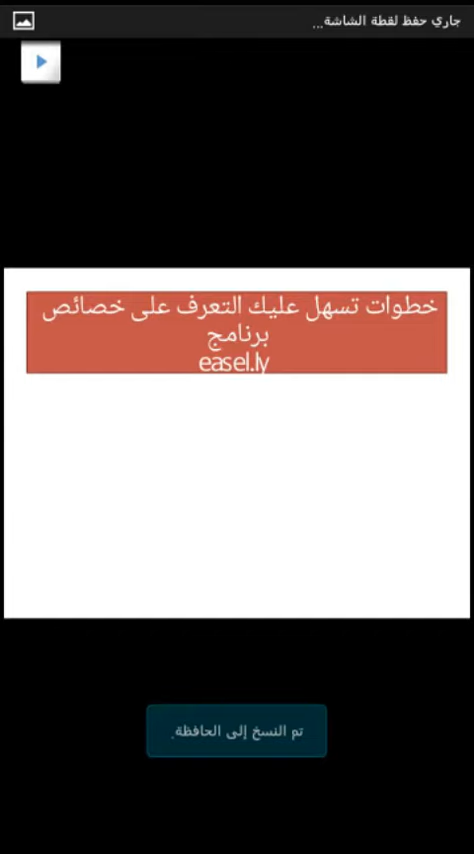 جاري حفظ لقطة الشاشة...
خطوات تسهل عليك التعرف على خصائص
برنامج
easel.ly
تم النسخ إلى الحافظة.